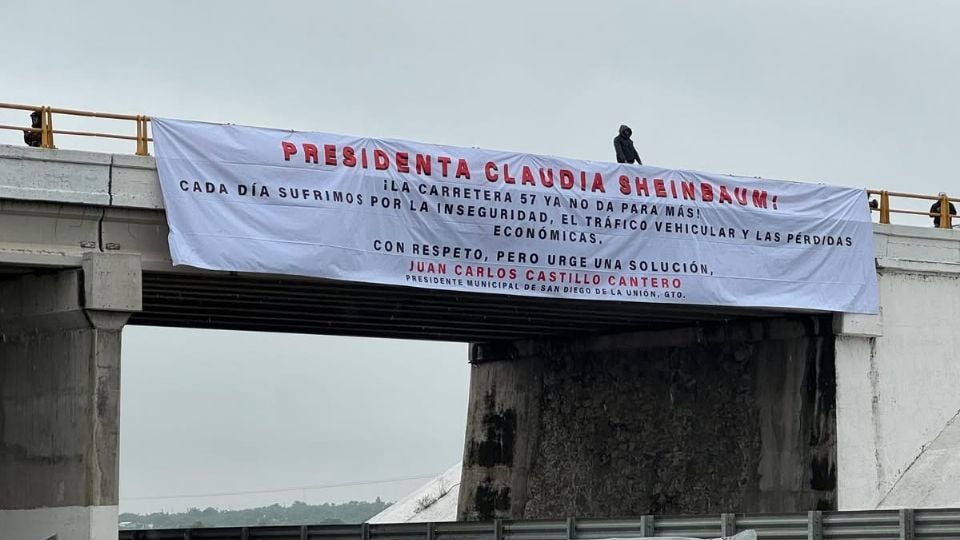 PRESIDENTA CLAUDIA SHEINBAUM:
¡LA CARRETERA 57 YA NO DA PARA MÁS!
CADA DÍA SUFRIMOS POR LA INSEGURIDAD, EL TRÁFICO VEHICULAR Y LAS PÉRDIDAS
ECONÓMICAS.
CON RESPETO, PERO URGE UNA SOLUCIÓN,
JUAN CARLOS CASTILLO CANTERO
PRESIDENTE MUNICIPAL DE SAN DIEGO DE LA UNIÓN, GTO.